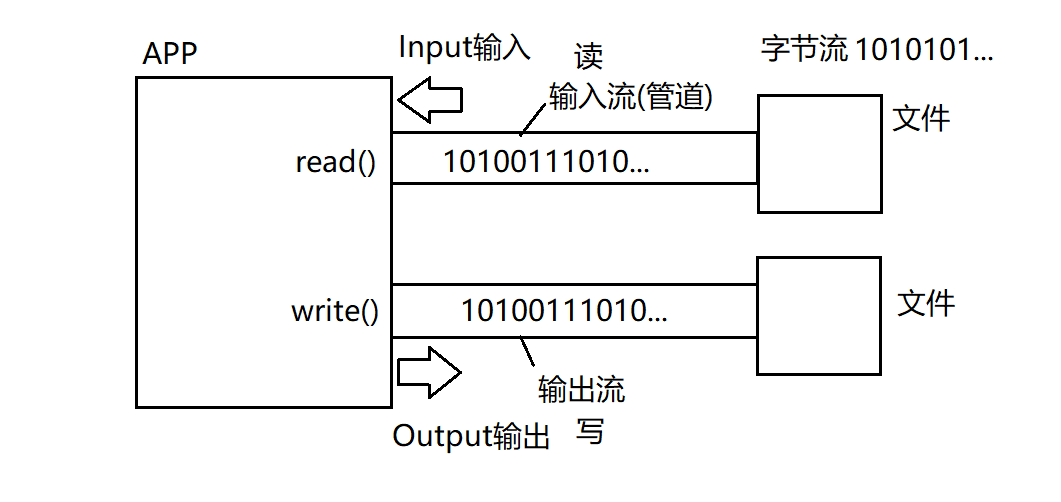 APP
Input输入
读
字节流 1010101...
输入流(管道)
文件
read()
10100111010...
write()
10100111010...
文件
输出流
Output输出
写